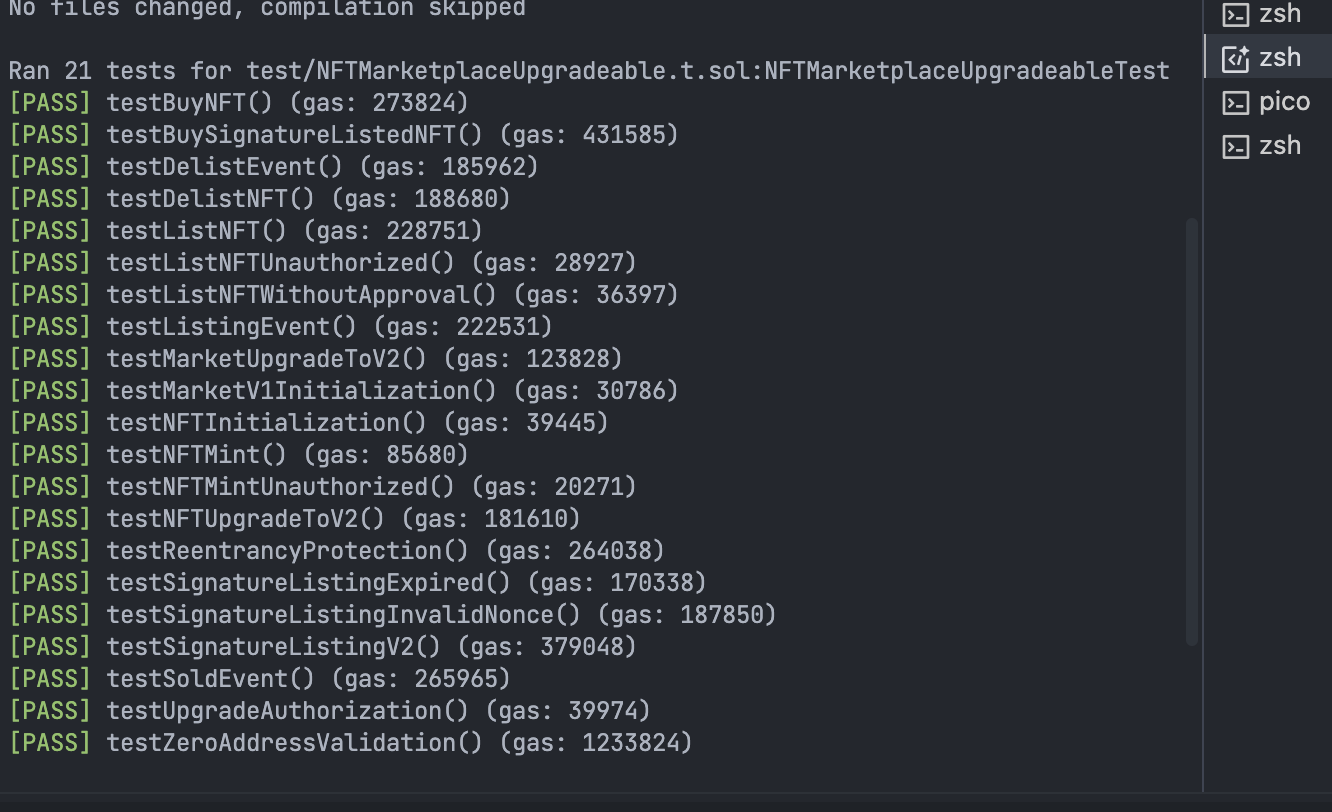 No files changed, compilation skipped
Ran 21 tests for test/NFTMarketplaceUpgradeable.t.sol:NFTMarketplaceUpgradeableTest
[PASS] testBuyNFT() (gas: 273824)
[PASS] testBuySignatureListedNFT() (gas: 431585)
[PASS] testDelistEvent() (gas: 185962)
[PASS] testDelistNFT() (gas: 188680)
[PASS] testListNFT() (gas: 228751)
[PASS] testListNFTUnauthorized() (gas: 28927)
[PASS] testListNFTWithoutApproval() (gas: 36397)
[PASS] testListingEvent() (gas: 222531)
[PASS] testMarketUpgradeToV2() (gas: 123828)
[PASS] testMarketV1Initialization() (gas: 30786)
[PASS] testNFTInitialization() (gas: 39445)
[PASS] testNFTMint() (gas: 85680)
[PASS] testNFTMintUnauthorized() (gas: 20271)
[PASS] testNFTUpgradeToV2() (gas: 181610)
[PASS] testReentrancyProtection() (gas: 264038)
[PASS] testSignatureListingExpired() (gas: 170338)
[PASS] testSignatureListingInvalidNonce() (gas: 187850)
[PASS] testSignatureListingV2() (gas: 379048)
[PASS] testSoldEvent() (gas: 265965)
[PASS] testUpgradeAuthorization() (gas: 39974)
[PASS] testZeroAddressValidation() (gas: 1233824)
zsh
zsh
pico
zsh